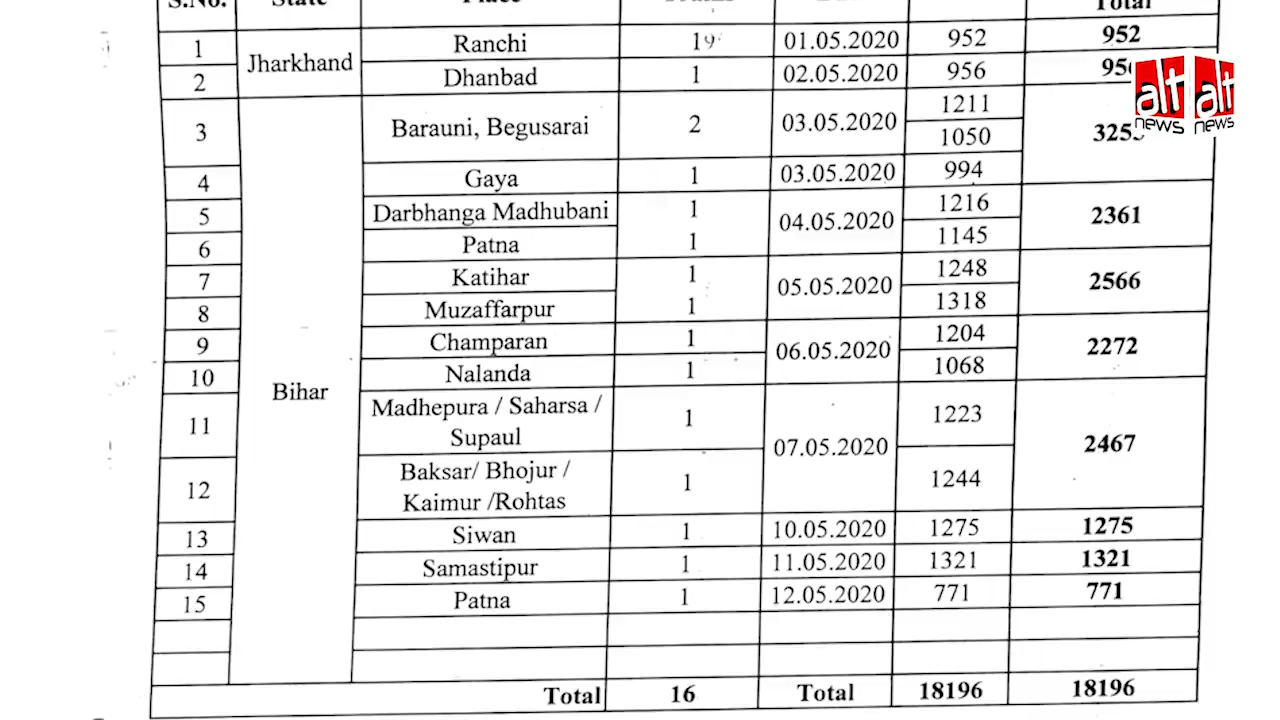 S.No. State Place Total
1 Jharkhand Ranchi 1 01.05.2020 952 952
2 Dhanbad 1 02.05.2020 956
3 Bihar Barauni, Begusarai 2 03.05.2020 1211
1050
4 Gaya 1 03.05.2020 994
5 Darbhanga Madhubani 1 04.05.2020 1216 2361
6 Patna 1 1145
7 Katihar 1 05.05.2020 1248 2566
8 Muzaffarpur 1 1318
9 Champaran 1 06.05.2020 1204 2272
10 Nalanda 1 1068
11 Madhepura / Saharsa /
Supaul 1 07.05.2020 1223 2467
12 Baksar/ Bhojur /
Kaimur /Rohtas 1 1244
13 Siwan 1 10.05.2020 1275 1275
14 Samastipur 1 11.05.2020 1321 1321
15 Patna 1 12.05.2020 771 771
Total 16 Total 18196 18196
alt alt
news news